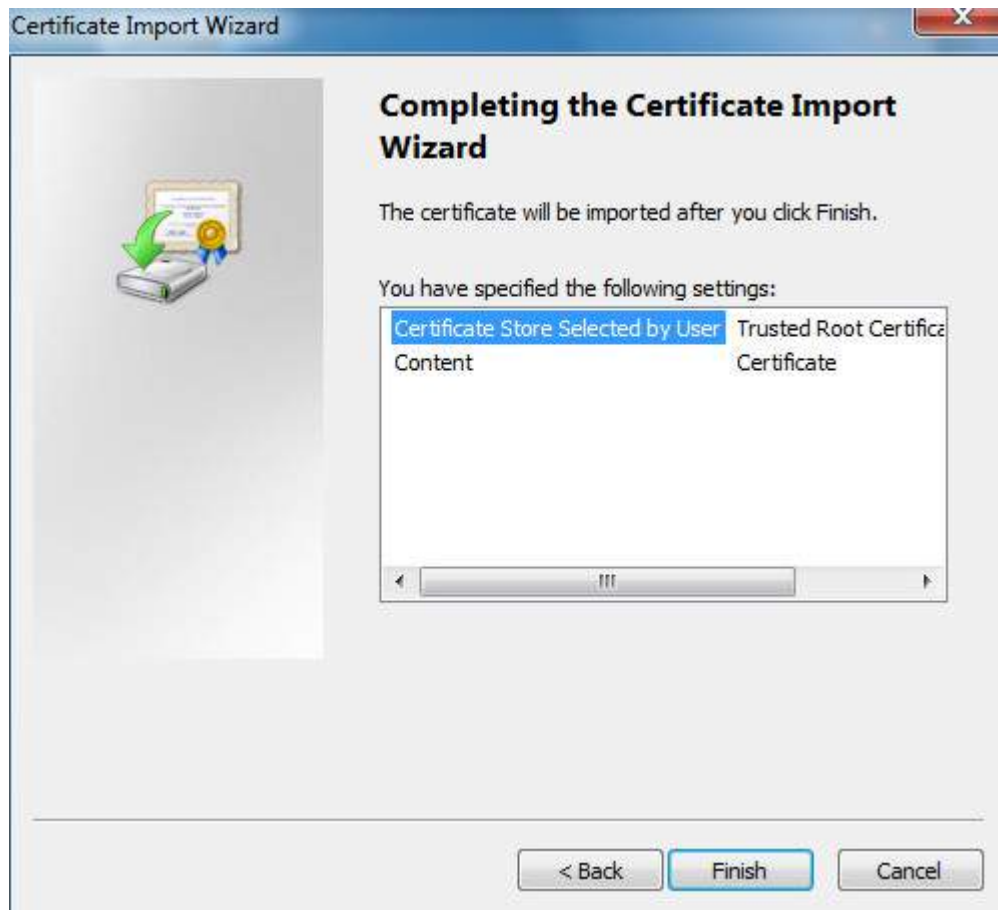 Certificate Import Wizard
Completing the Certificate Import
Wizard
The certificate will be imported after you click Finish.
You have specified the following settings:
Certificate Store Selected by User Trusted Root Certifica
Content Certificate
< Back Finish Cancel